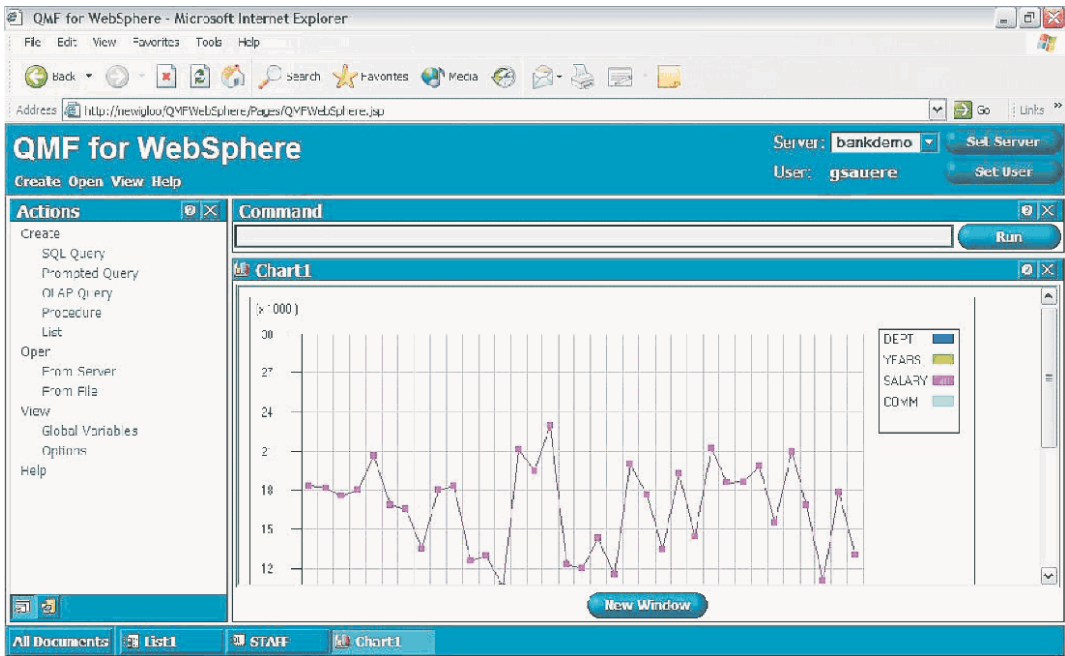 QMF for WebSphere - Microsoft Internet Explorer
File Edit View Favorites Tools Help
Back Search Favorites Media
Address http://newigloo/QMFWebSphere/Pages/QMFWebSphere.jsp Go Links »
QMF for WebSphere
Server: bankdemo Set Server
Create Open View Help
User: gsauere Set User
Actions
Create
SQL Query
Prompted Query
OLAP Query
Procedure
List
Open
From Server
From File
View
Global Variables
Options
Help
Command
Run
Chart1
(x 1000)
30
27
24
21
18
15
12
DEPT
YEARS
SALARY
COMM
New Window
All Documents List1 STAFF Chart1